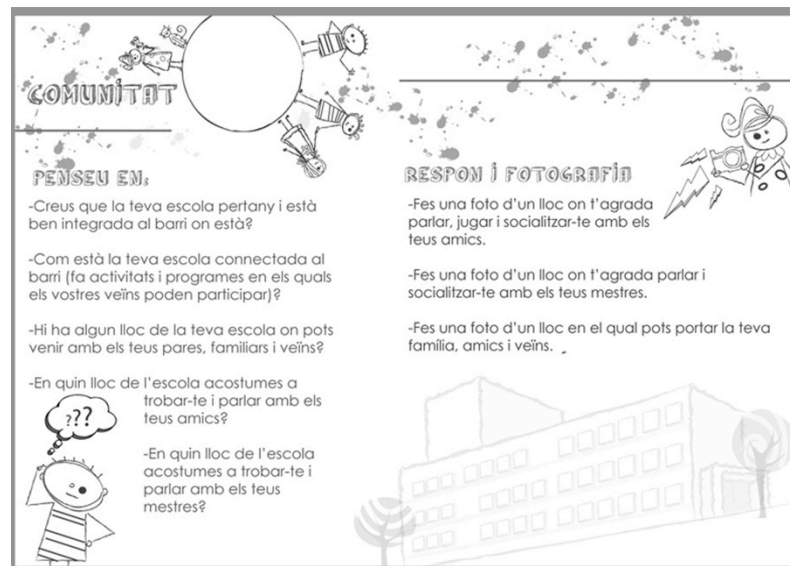 COMUNITAT
PENSEU EN:
-Creus que la teva escola pertany i està
ben integrada al barri on està?
-Com està la teva escola connectada al
barri (fa activitats i programes en els quals
els vostres veïns poden participar)?
-Hi ha algun lloc de la teva escola on pots
venir amb els teus pares, familiars i veïns?
-En quin lloc de l'escola acostumes a
trobar-te i parlar amb els
teus amics?
-En quin lloc de l'escola
acostumes a trobar-te i
parlar amb els teus
mestres?
???
RESPON I FOTOGRAFIA
-Fes una foto d'un lloc on t'agrada
parlar, jugar i socialitzar-te amb els
teus amics.
-Fes una foto d'un lloc on t'agrada parlar i
socialitzar-te amb els teus mestres.
-Fes una foto d'un lloc en el qual pots portar la teva
família, amics i veïns.